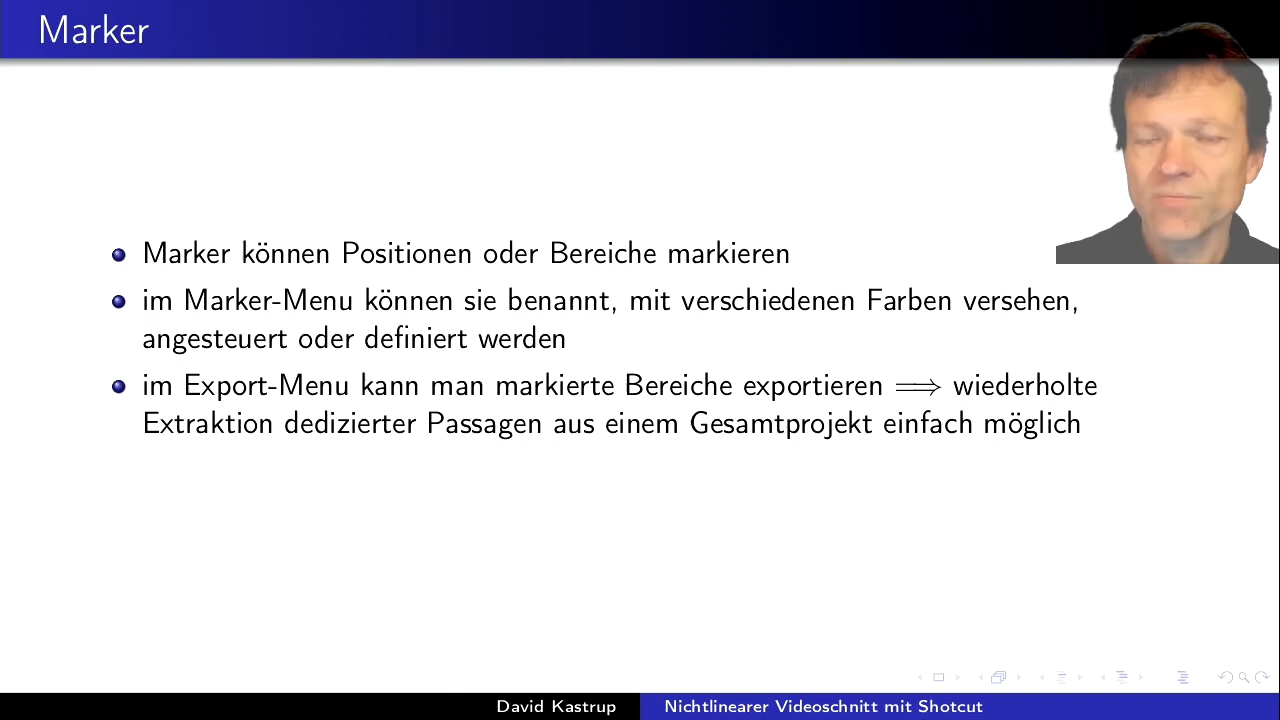 Marker
Marker können Positionen oder Bereiche markieren
im Marker-Menu können sie benannt, mit verschiedenen Farben versehen,
angesteuert oder definiert werden
im Export-Menu kann man markierte Bereiche exportieren ⟹ wiederholte
Extraktion dedizierter Passagen aus einem Gesamtprojekt einfach möglich
David Kastrup
Nichtlinearer Videoschnitt mit Shotcut